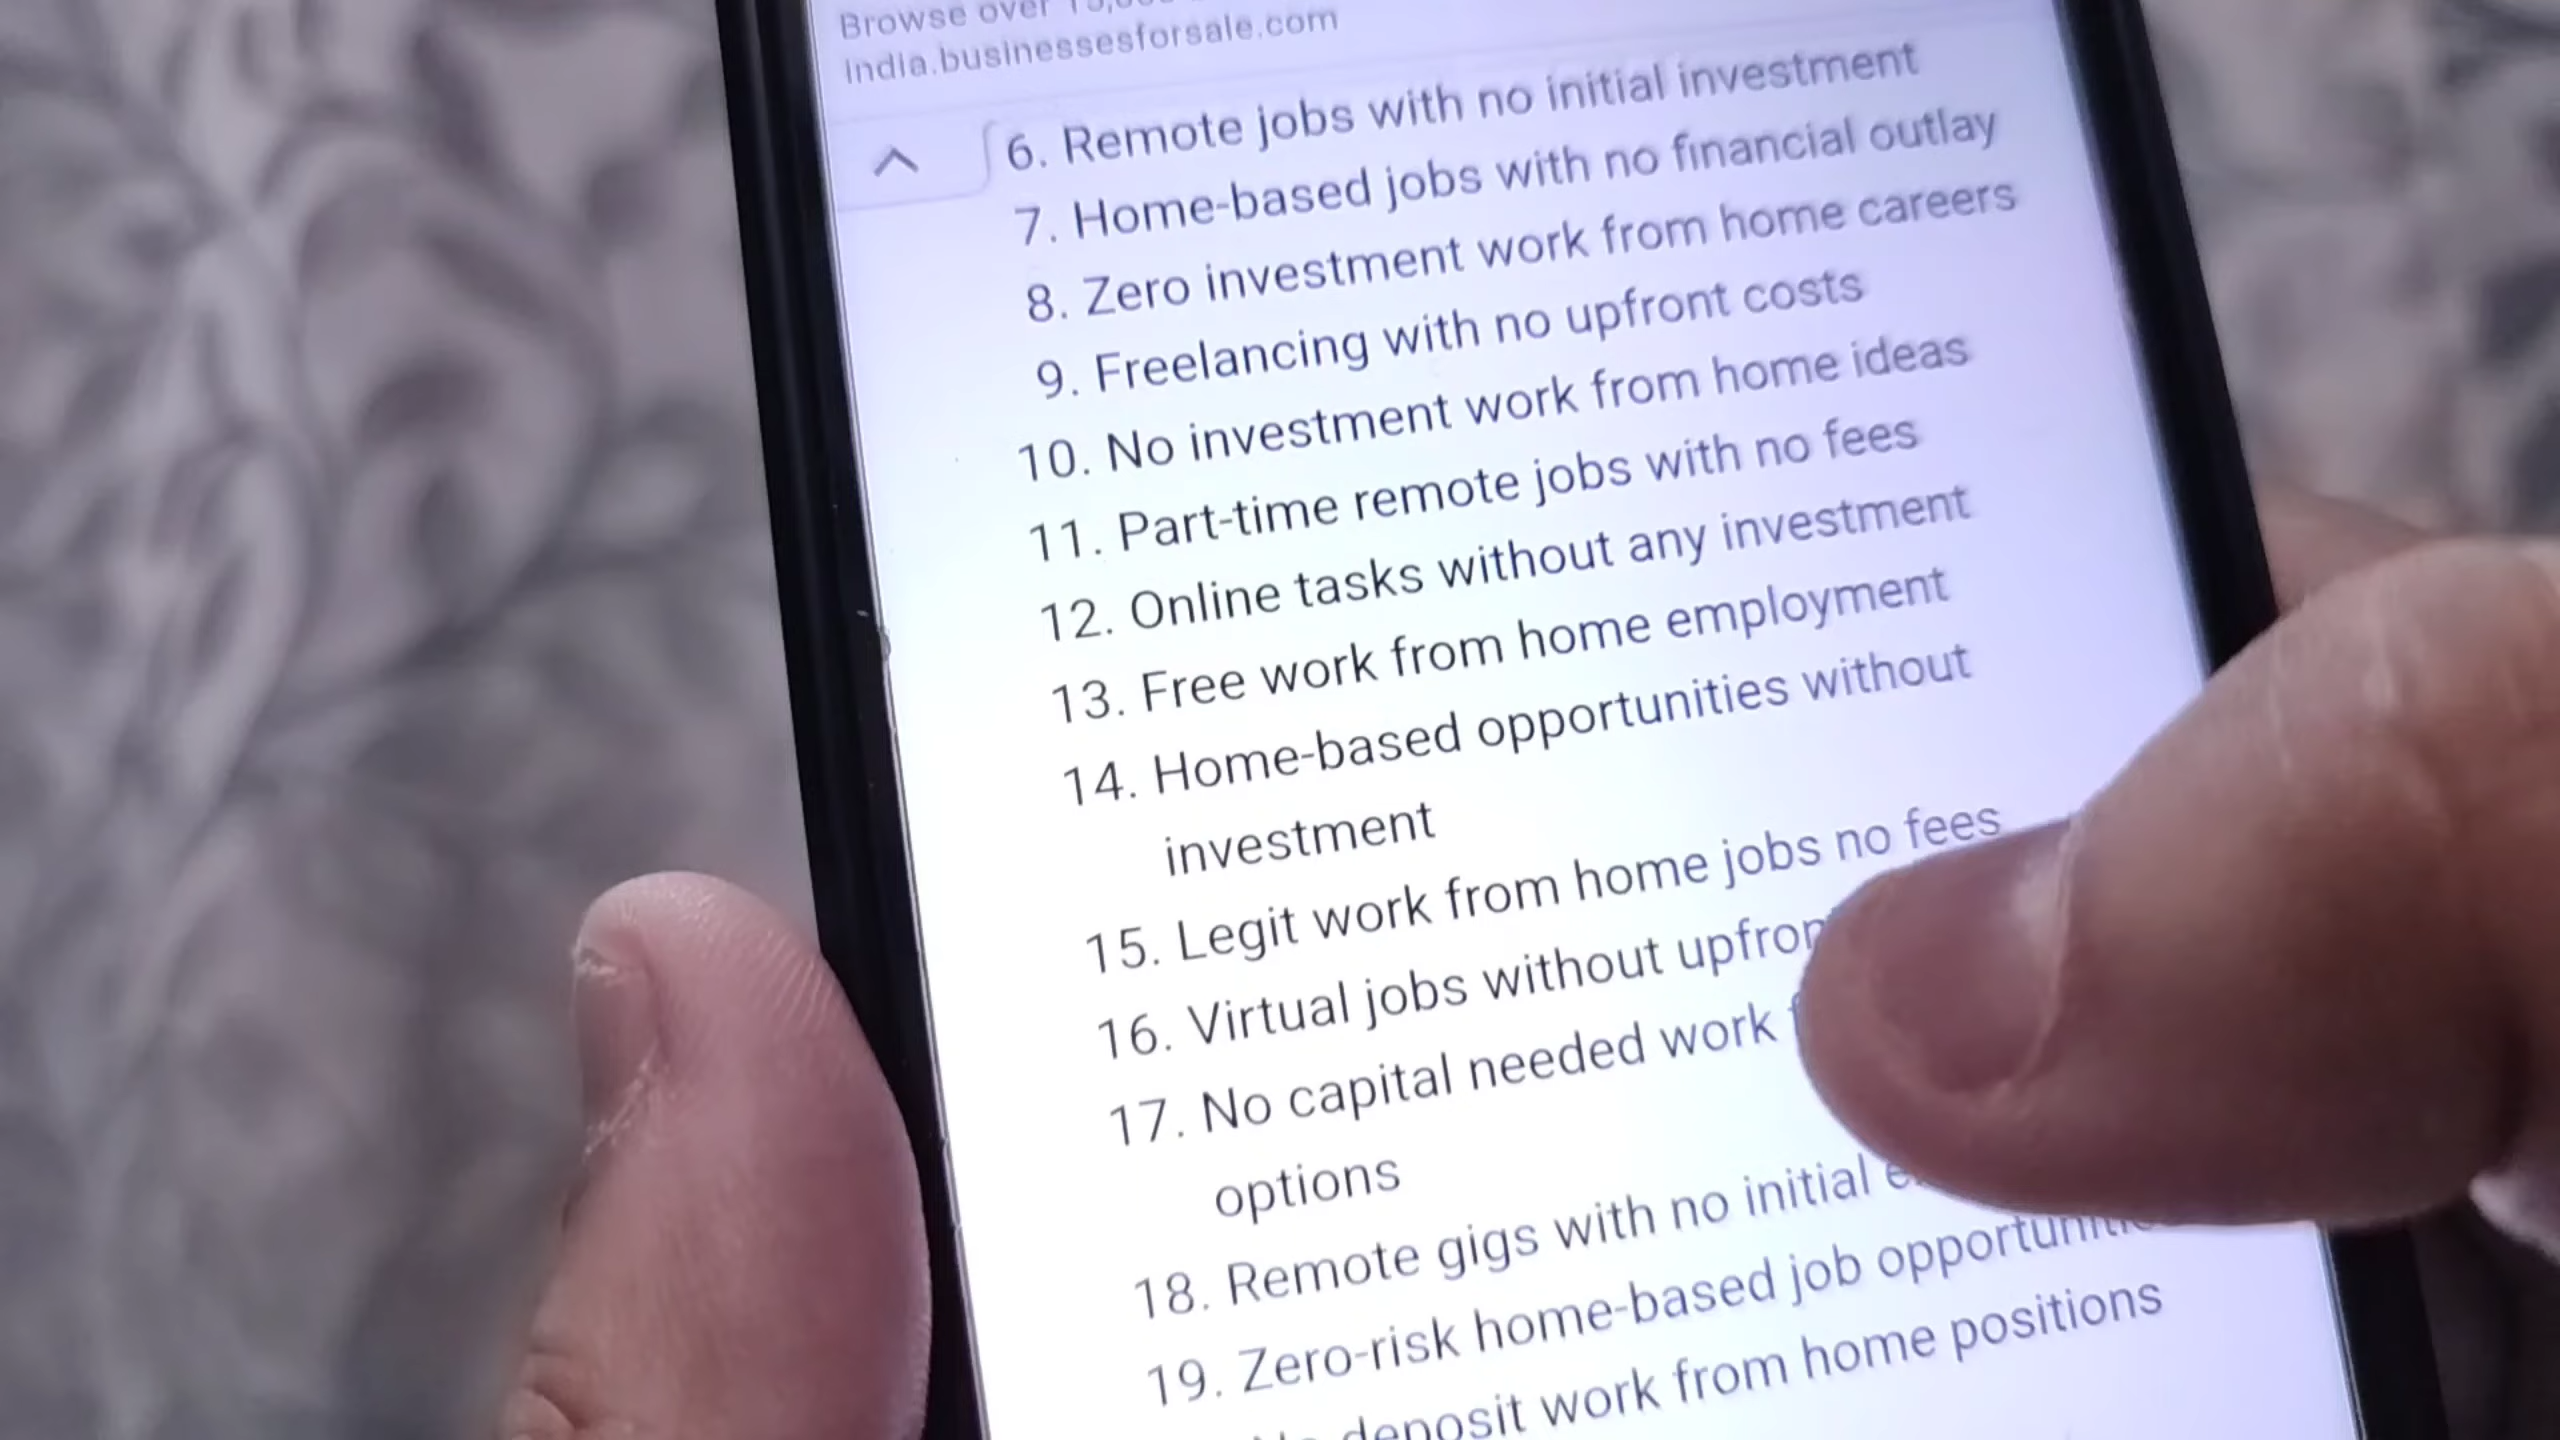 Browse over
india.businessesforsale.com
6. Remote jobs with no initial investment
7. Home-based jobs with no financial outlay
8. Zero investment work from home careers
9. Freelancing with no upfront costs
10. No investment work from home ideas
11. Part-time remote jobs with no fees
12. Online tasks without any investment
13. Free work from home employment
14. Home-based opportunities without
investment
15. Legit work from home jobs no fees
16. Virtual jobs without
17. No capital needed work
options
18. Remote gigs with no initial
19. Zero-risk home-based job
deposit work from home positions